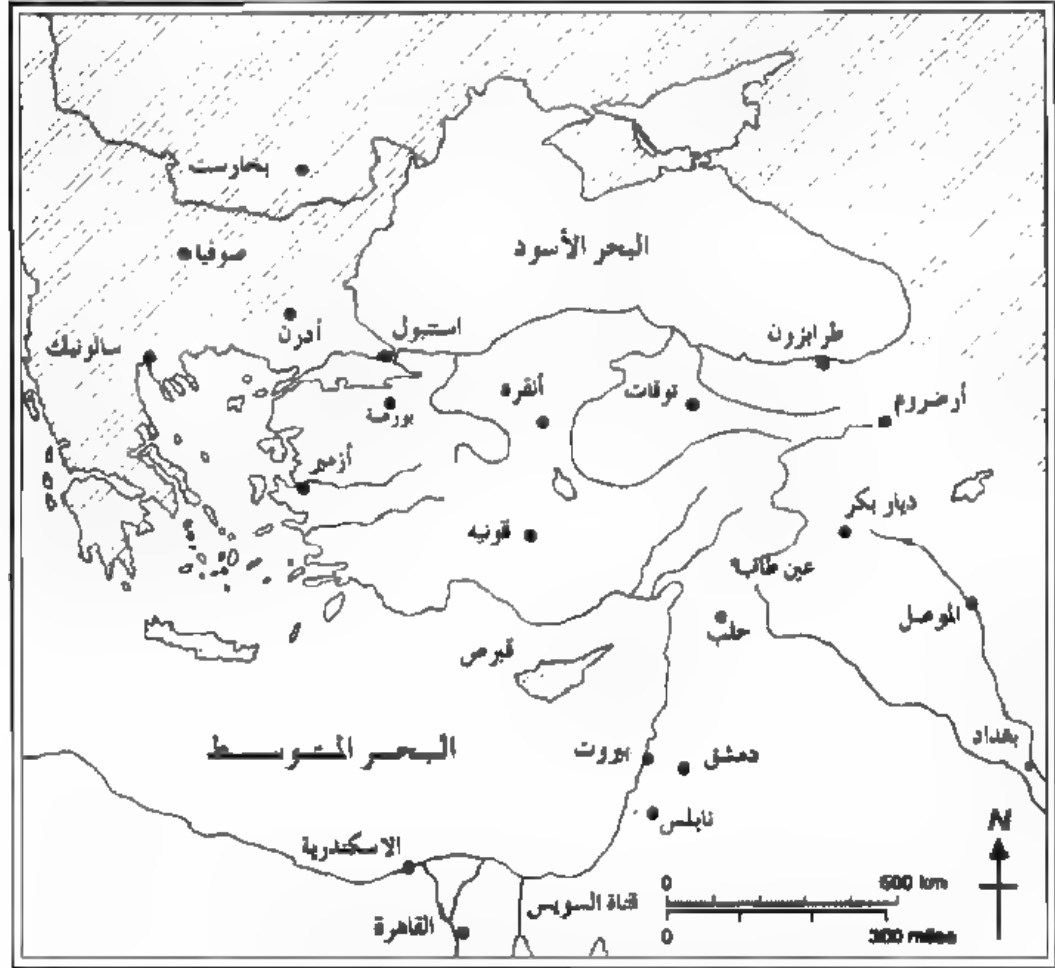 بخارست
البحر الأسود
صوفيا
أدرن
استبول
طرابزون
سالونيك
أنقرة
توقات
أرضروم
بورصة
أزمير
ديار بكر
قونيه
عين طاب
الموصل
حلب
قبرص
بغداد
البحر المتوسط
بيروت
دمشق
نابلس
N
الاسكندرية
0 500 km
قناة السويس
القاهرة
0 300 miles